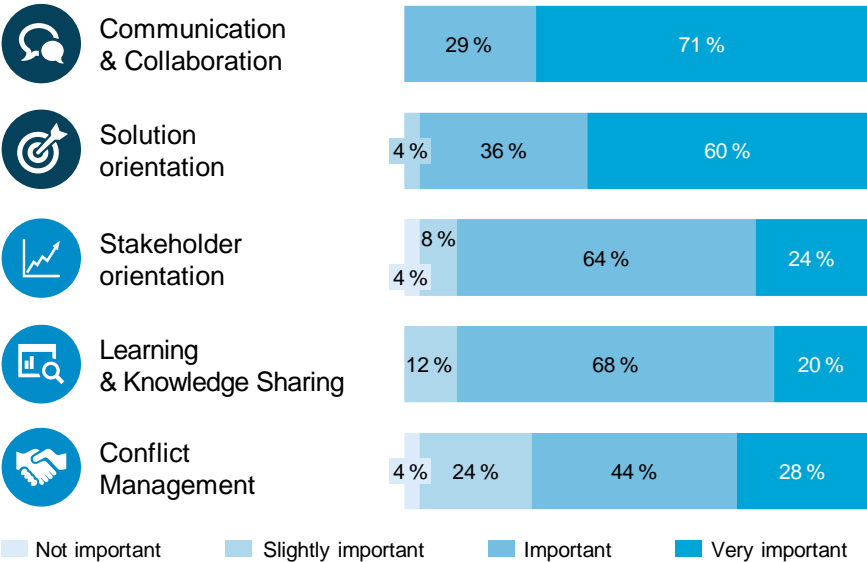 Communication
& Collaboration
29 %
71 %
Solution
orientation
4 %
36 %
60 %
Stakeholder
orientation
4 %
8 %
64 %
24 %
Learning
& Knowledge Sharing
12 %
68 %
20 %
Conflict
Management
4 %
24 %
44 %
28 %
Not important
Slightly important
Important
Very important